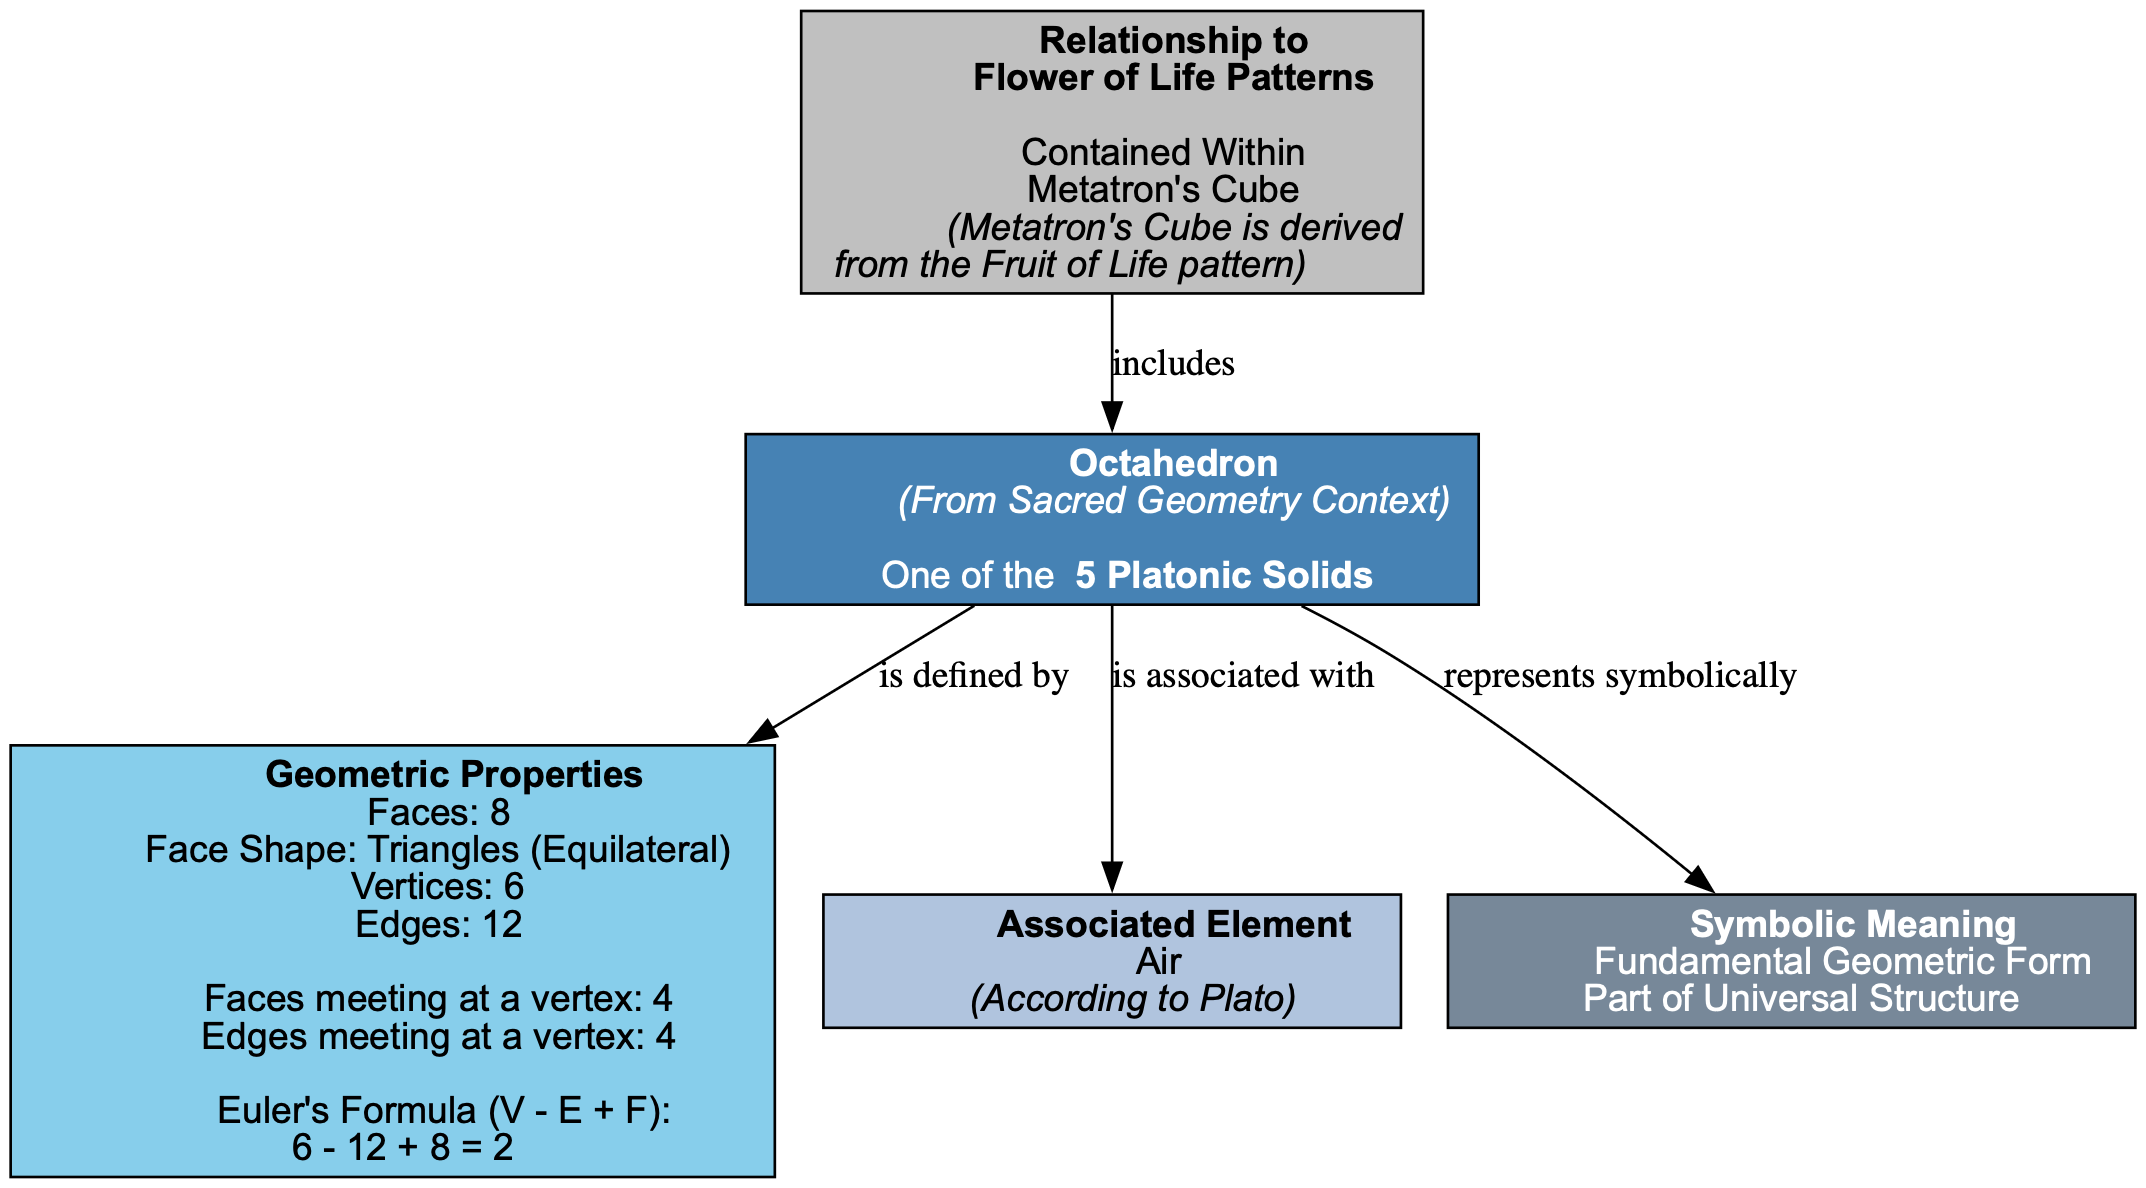 Relationship to
Flower of Life Patterns
Contained Within
Metatron's Cube
(Metatron's Cube is derived
from the Fruit of Life pattern)
includes
Octahedron
(From Sacred Geometry Context)
One of the  5 Platonic Solids
is defined by
is associated with
represents symbolically
Geometric Properties
Faces: 8
Face Shape: Triangles (Equilateral)
Vertices: 6
Edges: 12
Faces meeting at a vertex: 4
Edges meeting at a vertex: 4
Euler's Formula (V - E + F):
6 - 12 + 8 = 2
Associated Element
Air
(According to Plato)
Symbolic Meaning
Fundamental Geometric Form
Part of Universal Structure